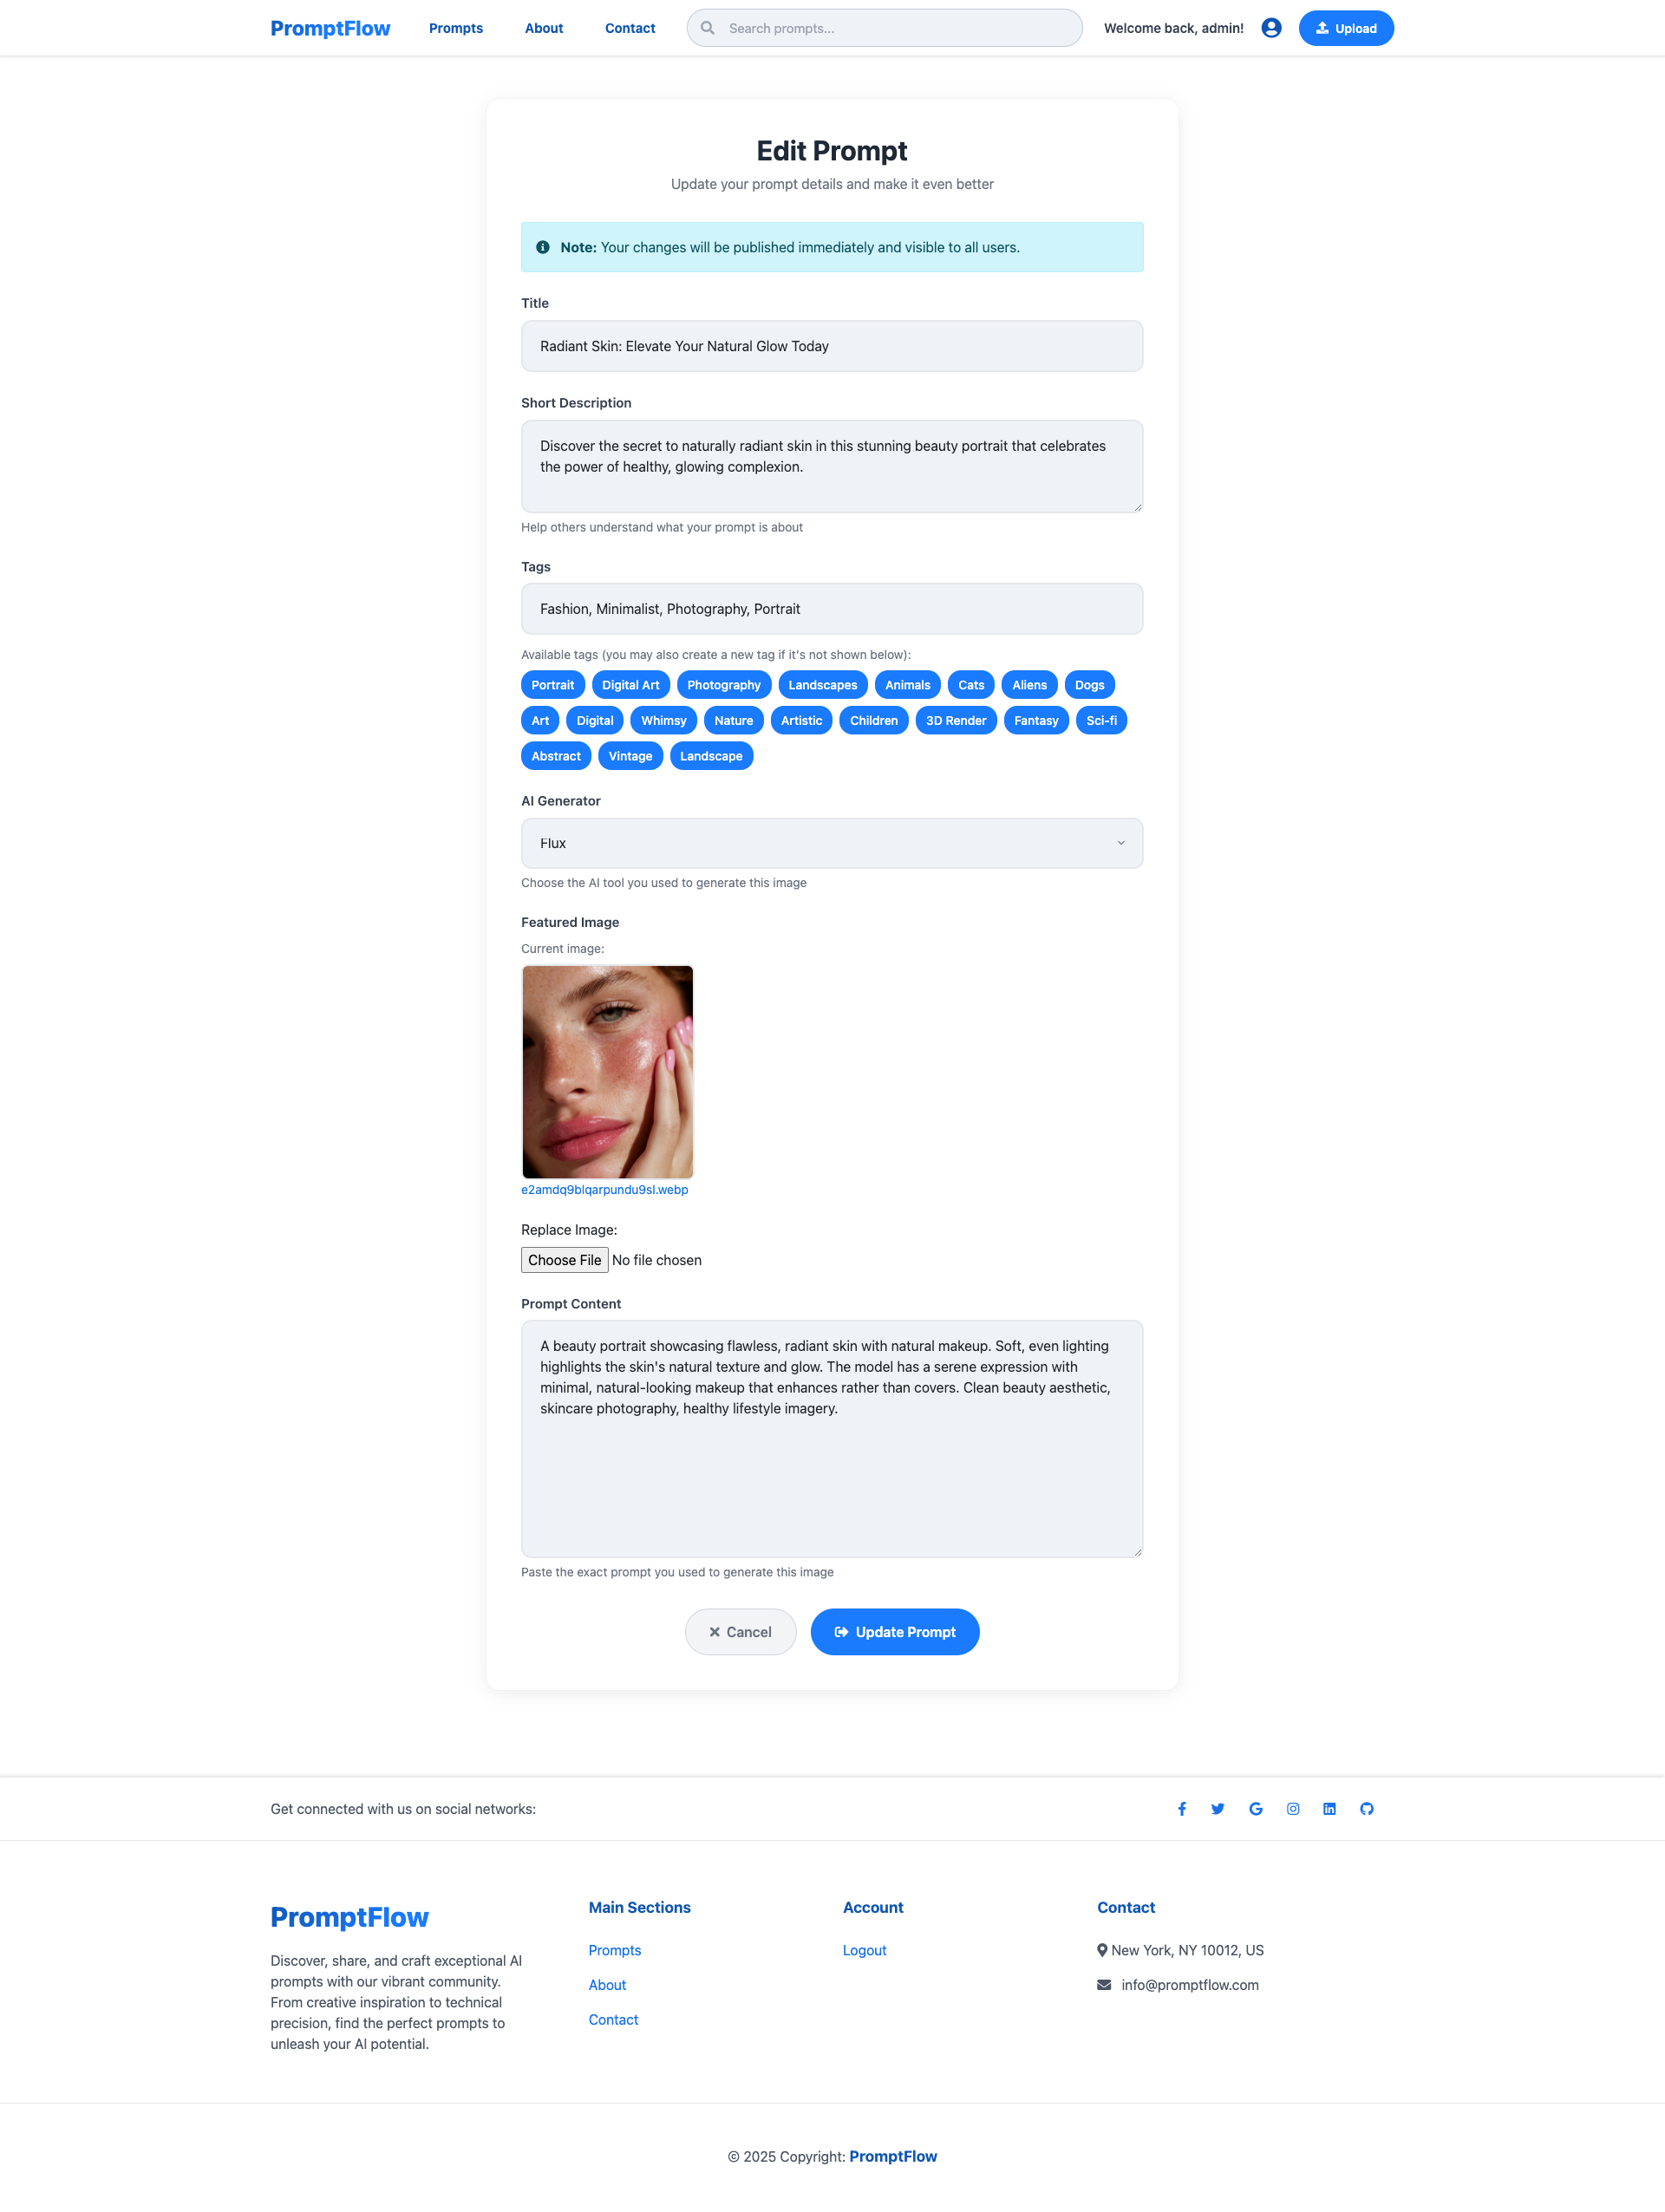 PromptFlow
Prompts
About
Contact
Search prompts...
Welcome back, admin!
Upload
Edit Prompt
Update your prompt details and make it even better
Note: Your changes will be published immediately and visible to all users.
Title
Radiant Skin: Elevate Your Natural Glow Today
Short Description
Discover the secret to naturally radiant skin in this stunning beauty portrait that celebrates
the power of healthy, glowing complexion.
Help others understand what your prompt is about
Tags
Fashion, Minimalist, Photography, Portrait
Available tags (you may also create a new tag if it's not shown below):
Portrait Digital Art Photography Landscapes Animals Cats Aliens Dogs
Art Digital Whimsy Nature Artistic Children 3D Render Fantasy Sci-fi
Abstract Vintage Landscape
AI Generator
Flux
Choose the AI tool you used to generate this image
Featured Image
Current image:
e2amdq9blqarpundu9sl.webp
Replace Image:
Choose File No file chosen
Prompt Content
A beauty portrait showcasing flawless, radiant skin with natural makeup. Soft, even lighting
highlights the skin's natural texture and glow. The model has a serene expression with
minimal, natural-looking makeup that enhances rather than covers. Clean beauty aesthetic,
skincare photography, healthy lifestyle imagery.
Paste the exact prompt you used to generate this image
Cancel
Update Prompt
Get connected with us on social networks:
PromptFlow
Discover, share, and craft exceptional AI
prompts with our vibrant community.
From creative inspiration to technical
precision, find the perfect prompts to
unleash your AI potential.
Main Sections
Prompts
About
Contact
Account
Logout
Contact
New York, NY 10012, US
info@promptflow.com
© 2025 Copyright: PromptFlow